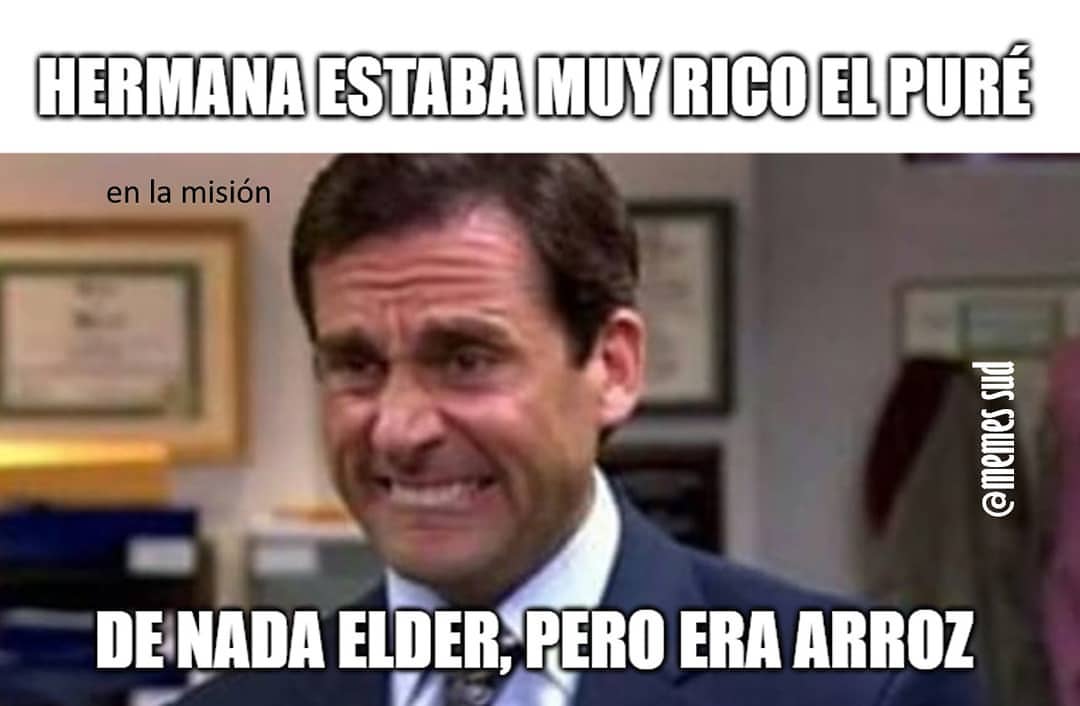 HERMANA ESTABA MUY RICO EL PURÉ
en la misión
@memes sud
DE NADA ELDER, PERO ERA ARROZ